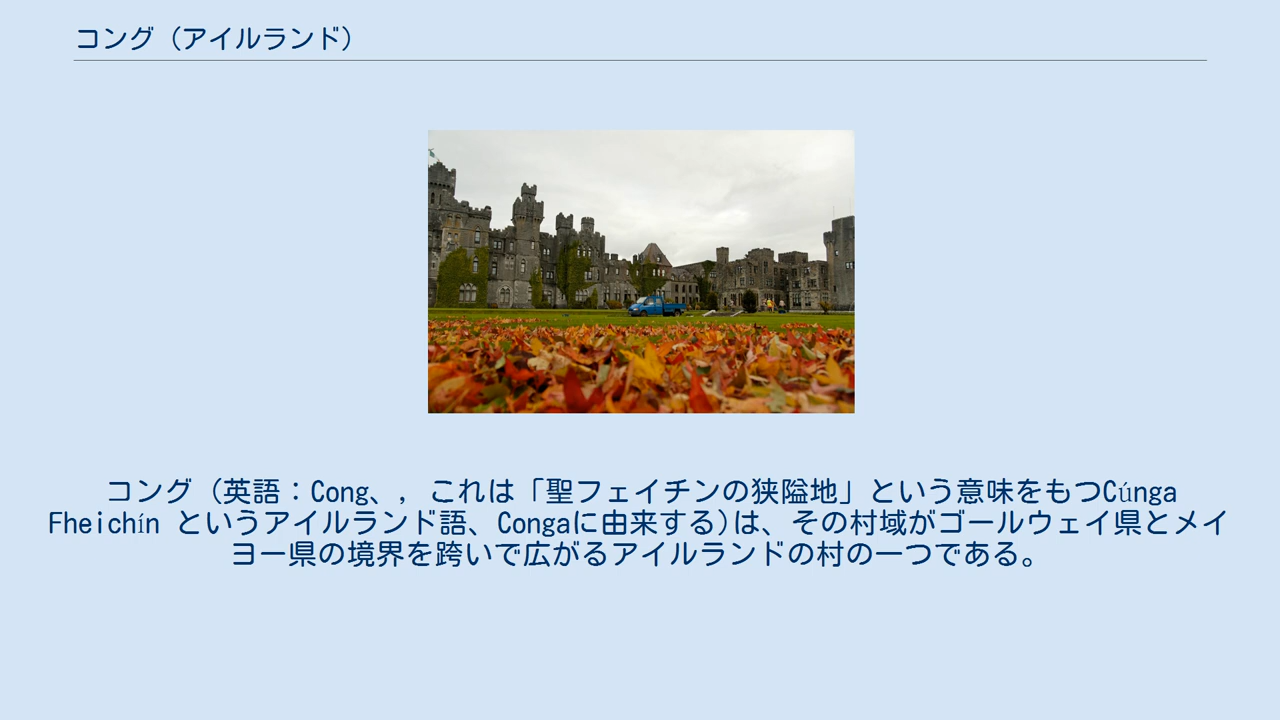 コング（アイルランド）
コング（英語：Cong、, これは「聖フェイチンの狭隘地」という意味をもつCúnga
Fheichín というアイルランド語、Congaに由来する)は、その村域がゴールウェイ県とメイ
ヨー県の境界を跨いで広がるアイルランドの村の一つである。